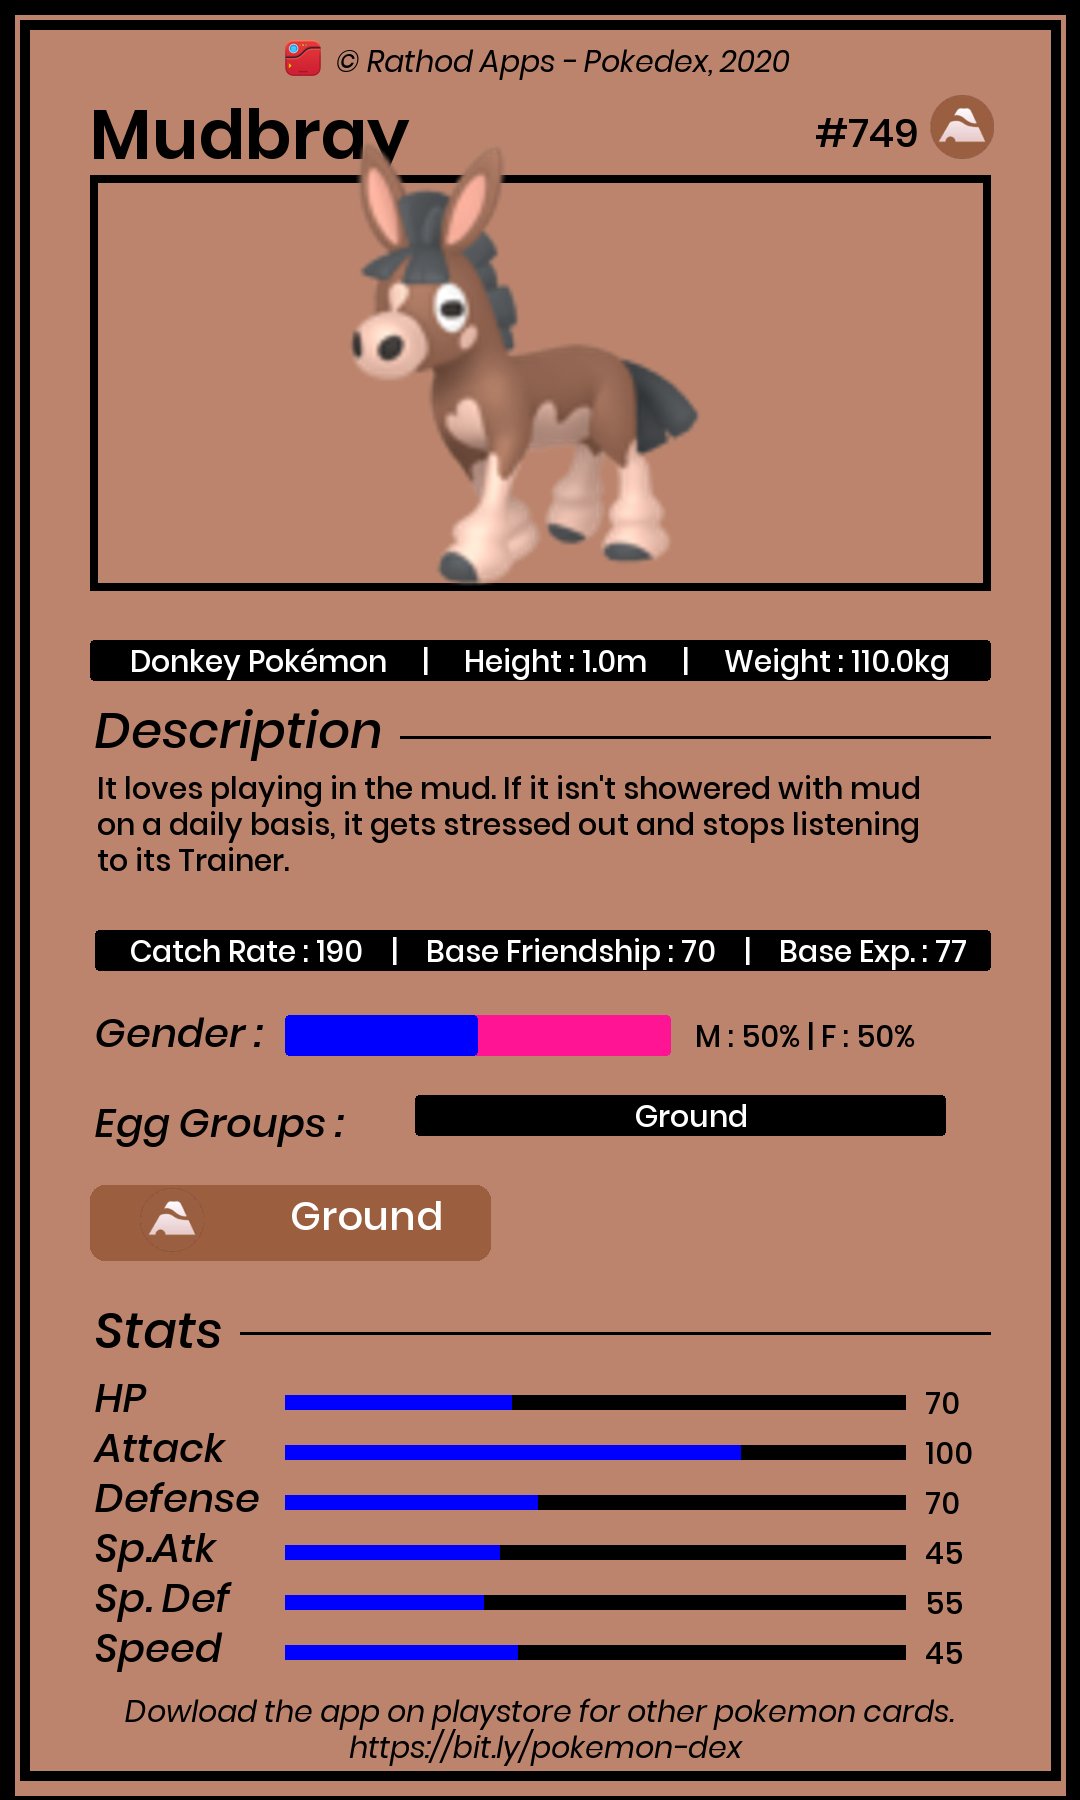 © Rathod Apps - Pokedex, 2020
Mudbray
#749
Donkey Pokémon | Height : 1.0m | Weight : 110.0kg
Description
It loves playing in the mud. If it isn't showered with mud
on a daily basis, it gets stressed out and stops listening
to its Trainer.
Catch Rate : 190 | Base Friendship : 70 | Base Exp. : 77
Gender : M : 50% | F : 50%
Egg Groups : Ground
Ground
Stats
HP 70
Attack 100
Defense 70
Sp.Atk 45
Sp. Def 55
Speed 45
Dowload the app on playstore for other pokemon cards.
https://bit.ly/pokemon-dex